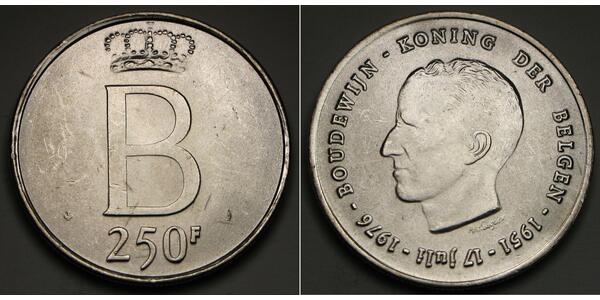 B
250F
BOUDEWIJN - KONING DER BELGEN - 1951 - 17 juli - 1976 -